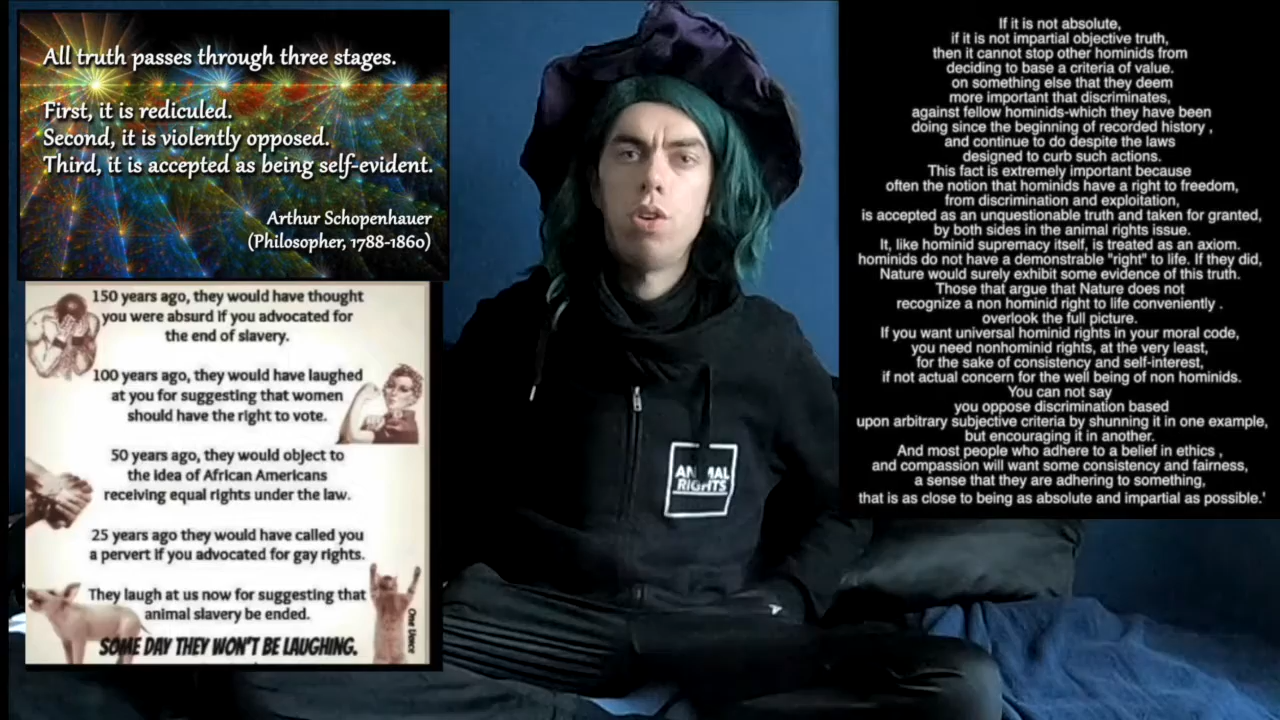 All truth passes through three stages.
First, it is rediculed.
Second, it is violently opposed.
Third, it is accepted as being self-evident.
Arthur Schopenhauer
(Philosopher, 1788-1860)
150 years ago, they would have thought
you were absurd if you advocated for
the end of slavery.
100 years ago, they would have laughed
at you for suggesting that women
should have the right to vote.
50 years ago, they would object to
the idea of African Americans
receiving equal rights under the law.
25 years ago they would have called you
a pervert if you advocated for gay rights.
They laugh at us now for suggesting that
animal slavery be ended.
SOME DAY THEY WON'T BE LAUGHING.
One Voice
ANIMAL
RIGHTS
If it is not absolute,
if it is not impartial objective truth,
then it cannot stop other hominids from
deciding to base a criteria of value.
on something else that they deem
more important that discriminates,
against fellow hominids-which they have been
doing since the beginning of recorded history ,
and continue to do despite the laws
designed to curb such actions.
This fact is extremely important because
often the notion that hominids have a right to freedom,
from discrimination and exploitation,
is accepted as an unquestionable truth and taken for granted,
by both sides in the animal rights issue.
It, like hominid supremacy itself, is treated as an axiom.
hominids do not have a demonstrable "right" to life. If they did,
Nature would surely exhibit some evidence of this truth.
Those that argue that Nature does not
recognize a non hominid right to life conveniently .
overlook the full picture.
If you want universal hominid rights in your moral code,
you need nonhominid rights, at the very least,
for the sake of consistency and self-interest,
if not actual concern for the well being of non hominids.
You can not say
you oppose discrimination based
upon arbitrary subjective criteria by shunning it in one example,
but encouraging it in another.
And most people who adhere to a belief in ethics ,
and compassion will want some consistency and fairness,
a sense that they are adhering to something,
that is as close to being as absolute and impartial as possible.'